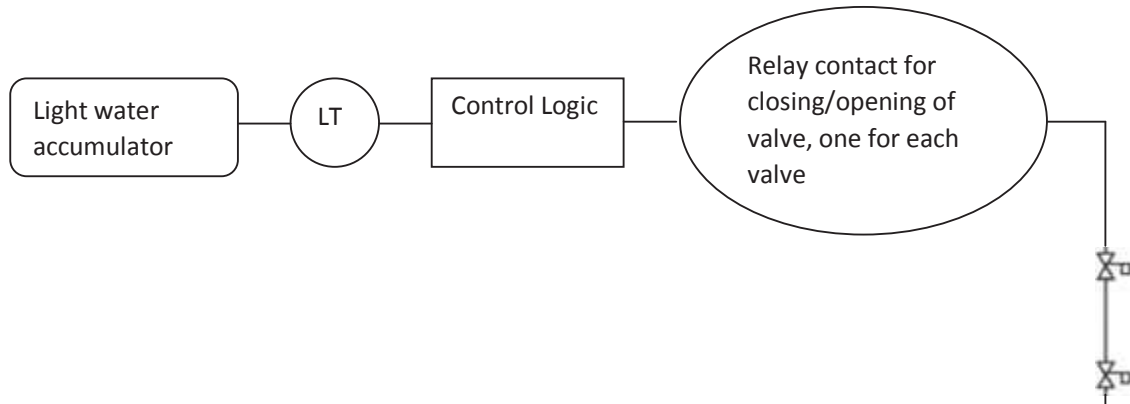 Light water
accumulator
LT
Control Logic
Relay contact for
closing/opening of
valve, one for each
valve